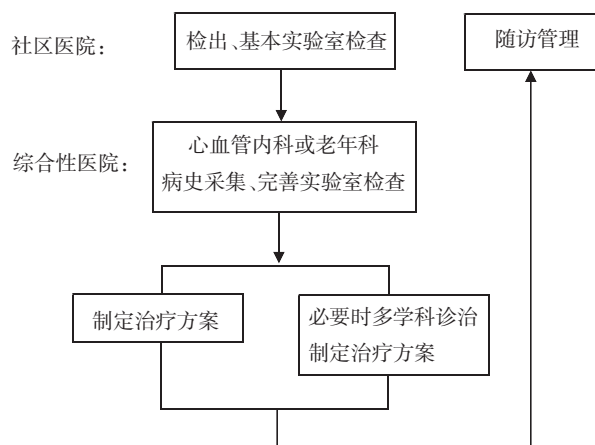 社区医院：
检出、基本实验室检查
随访管理
综合性医院：
心血管内科或老年科
病史采集、完善实验室检查
制定治疗方案
必要时多学科诊治
制定治疗方案